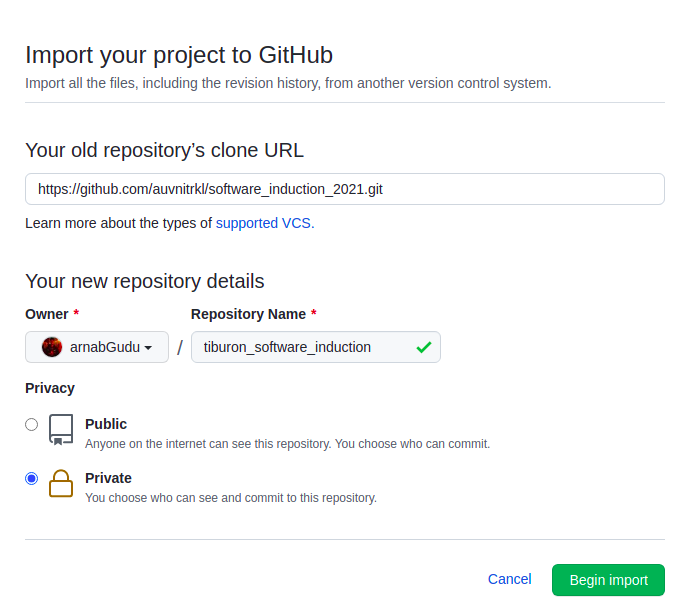 Import your project to GitHub
Import all the files, including the revision history, from another version control system.
Your old repository’s clone URL
https://github.com/auvnitrkl/software_induction_2021.git
Learn more about the types of supported VCS.
Your new repository details
Owner * Repository Name *
arnabGudu / tiburon_software_induction
Privacy
Public
Anyone on the internet can see this repository. You choose who can commit.
Private
You choose who can see and commit to this repository.
Cancel Begin import